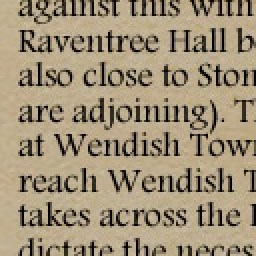 against this with
Raventree Hall b
also close to Ston
are adjoining). T
at Wendish Town
reach Wendish T
takes across the
dictate the neces